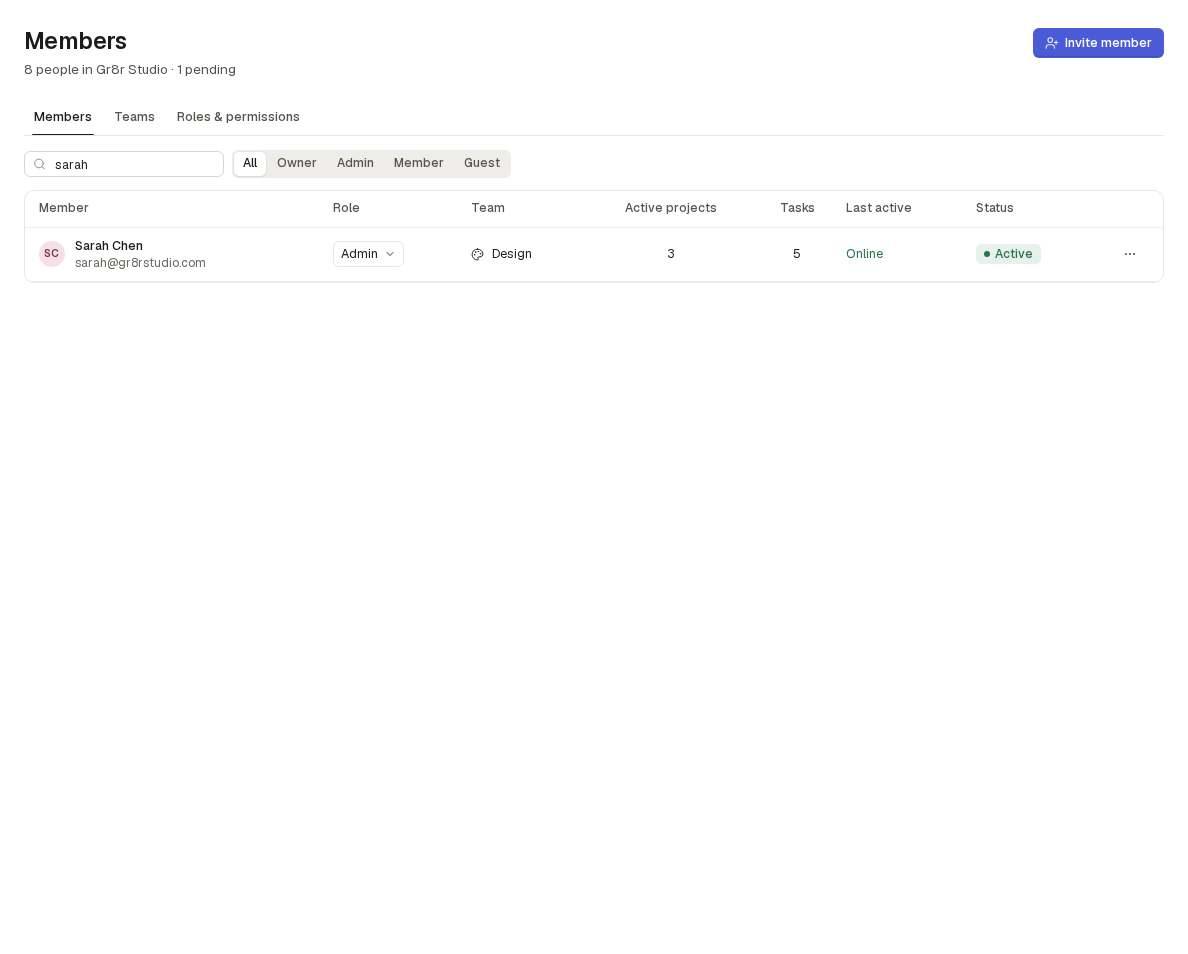 Members
Invite member
8 people in Gr8r Studio · 1 pending
Members Teams Roles & permissions
sarah All Owner Admin Member Guest
Member Role Team Active projects Tasks Last active Status
SC Sarah Chen Admin Design 3 5 Online Active ...
sarah@gr8rstudio.com